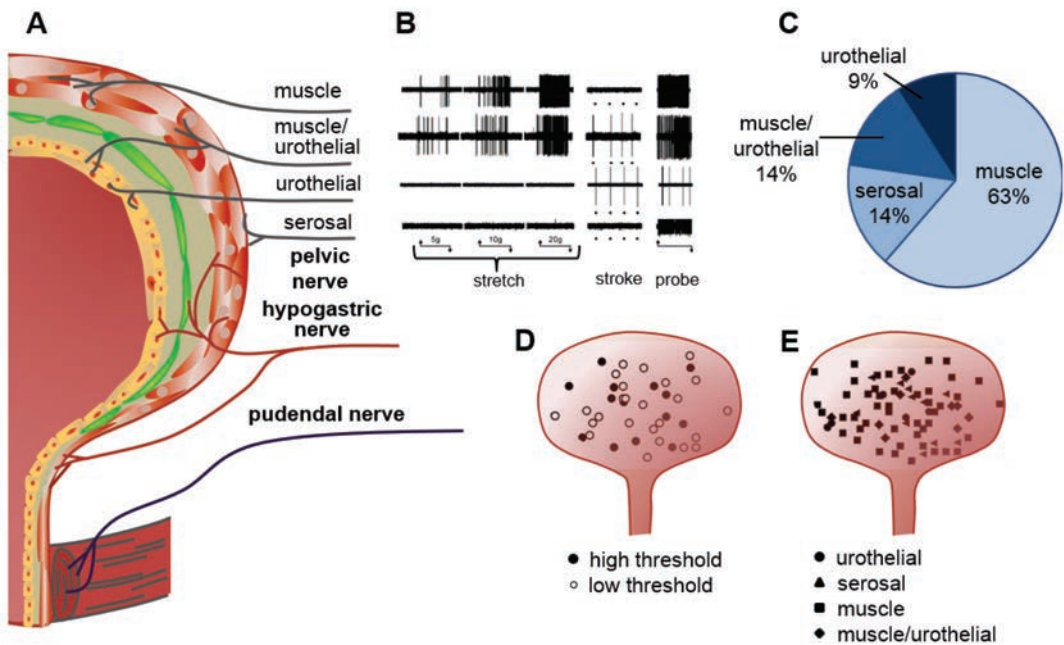 A
muscle
muscle/
urothelial
urothelial
serosal
pelvic
nerve
hypogastric
nerve
pudendal nerve
B
5g 10g 20g
stretch stroke probe
C
urothelial
9%
muscle/
urothelial
14%
serosal
14%
muscle
63%
D
high threshold
low threshold
E
urothelial
serosal
muscle
muscle/urothelial